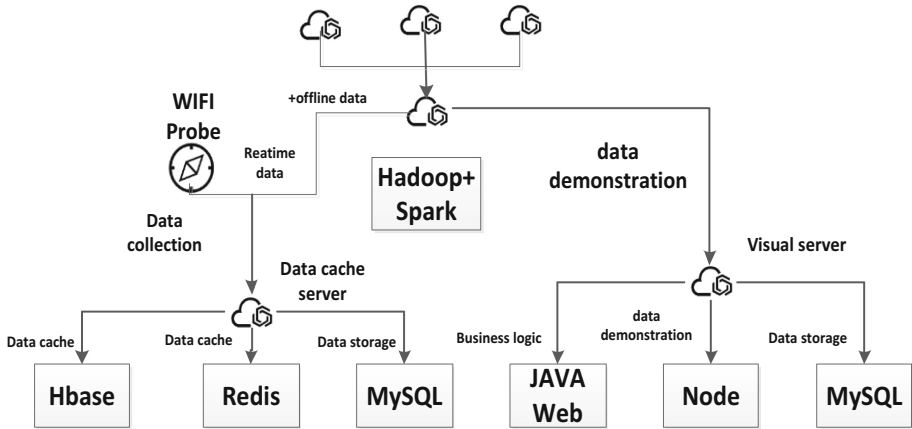 +offline data
WIFI
Probe
Reatime
data
Hadoop+
Spark
data
demonstration
Data
collection
Data cache
server
Visual server
Data cache
Data cache
Data storage
Business logic
data
demonstration
Data storage
Hbase
Redis
MySQL
JAVA
Web
Node
MySQL